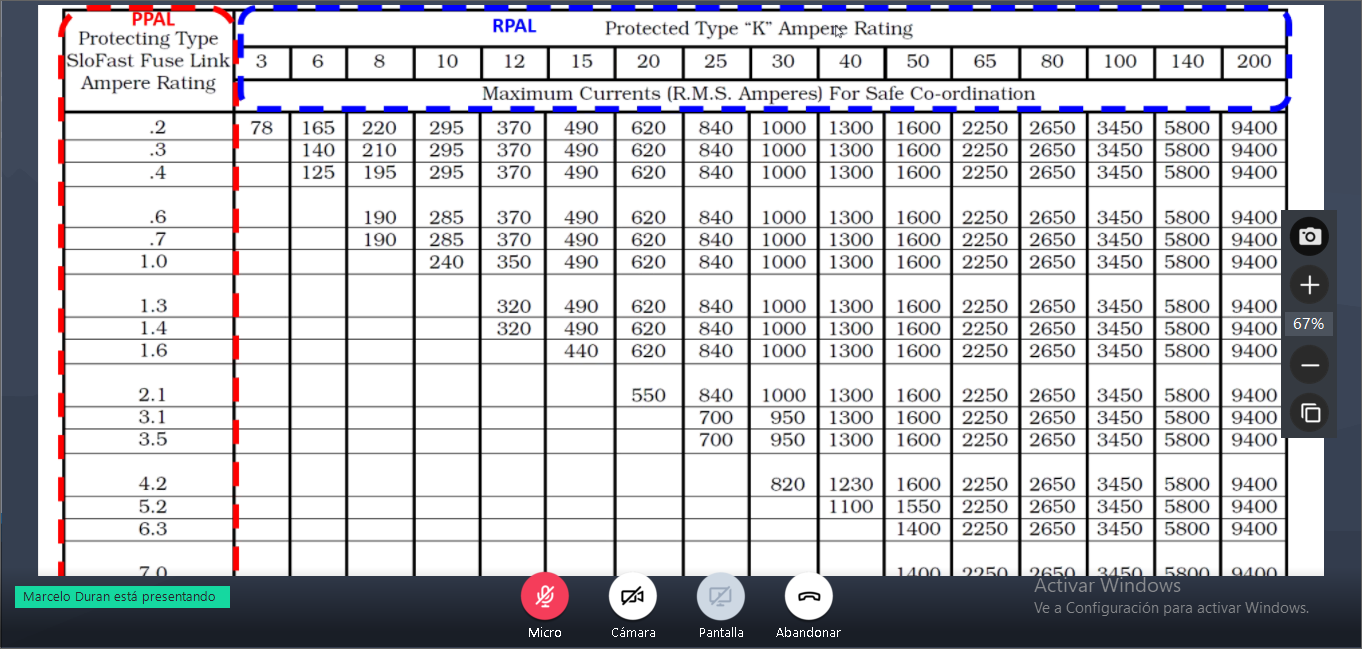 PPAL
RPAL
Protecting Type
SloFast Fuse Link
Ampere Rating
Protected Type “K” Ampere Rating
3 6 8 10 12 15 20 25 30 40 50 65 80 100 140 200
Maximum Currents (R.M.S. Amperes) For Safe Co-ordination
.2 78 165 220 295 370 490 620 840 1000 1300 1600 2250 2650 3450 5800 9400
.3 140 210 295 370 490 620 840 1000 1300 1600 2250 2650 3450 5800 9400
.4 125 195 295 370 490 620 840 1000 1300 1600 2250 2650 3450 5800 9400
.6 190 285 370 490 620 840 1000 1300 1600 2250 2650 3450 5800 9400
.7 190 285 370 490 620 840 1000 1300 1600 2250 2650 3450 5800 9400
1.0 240 350 490 620 840 1000 1300 1600 2250 2650 3450 5800 9400
1.3 320 490 620 840 1000 1300 1600 2250 2650 3450 5800 9400
1.4 320 490 620 840 1000 1300 1600 2250 2650 3450 5800 9400
1.6 440 620 840 1000 1300 1600 2250 2650 3450 5800 9400
2.1 550 840 1000 1300 1600 2250 2650 3450 5800 9400
3.1 700 950 1300 1600 2250 2650 3450 5800 9400
3.5 700 950 1300 1600 2250 2650 3450 5800 9400
4.2 820 1230 1600 2250 2650 3450 5800 9400
5.2 1100 1550 2250 2650 3450 5800 9400
6.3 1400 2250 2650 3450 5800 9400
7.0 1400 2250 2650 3450 5800 9400
67%
Marcelo Duran está presentando
Micro
Cámara
Pantalla
Abandonar
Activar Windows
Ve a Configuración para activar Windows.